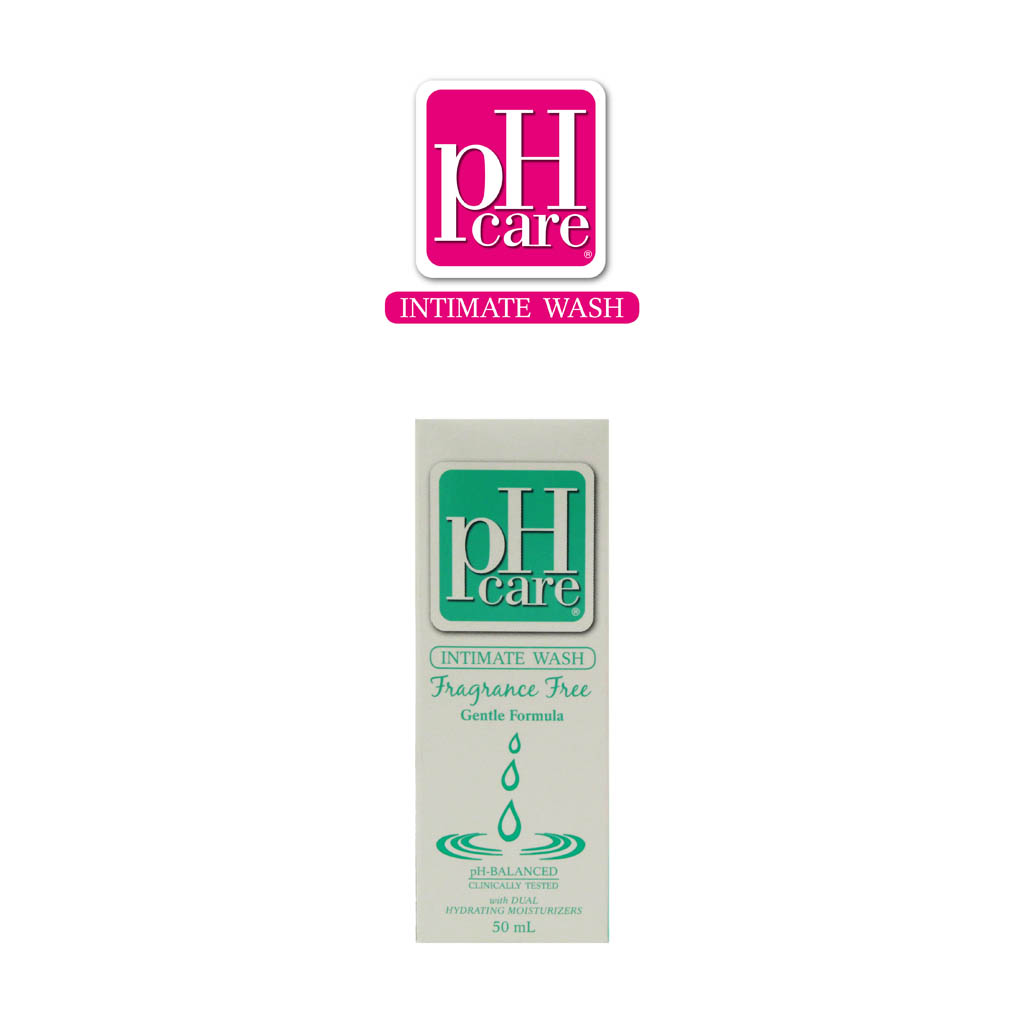 pH
care®
INTIMATE WASH
pH
care®
INTIMATE WASH
Fragrance Free
Gentle Formula
pH-BALANCED
CLINICALLY TESTED
with DUAL
HYDRATING MOISTURIZERS
50 mL